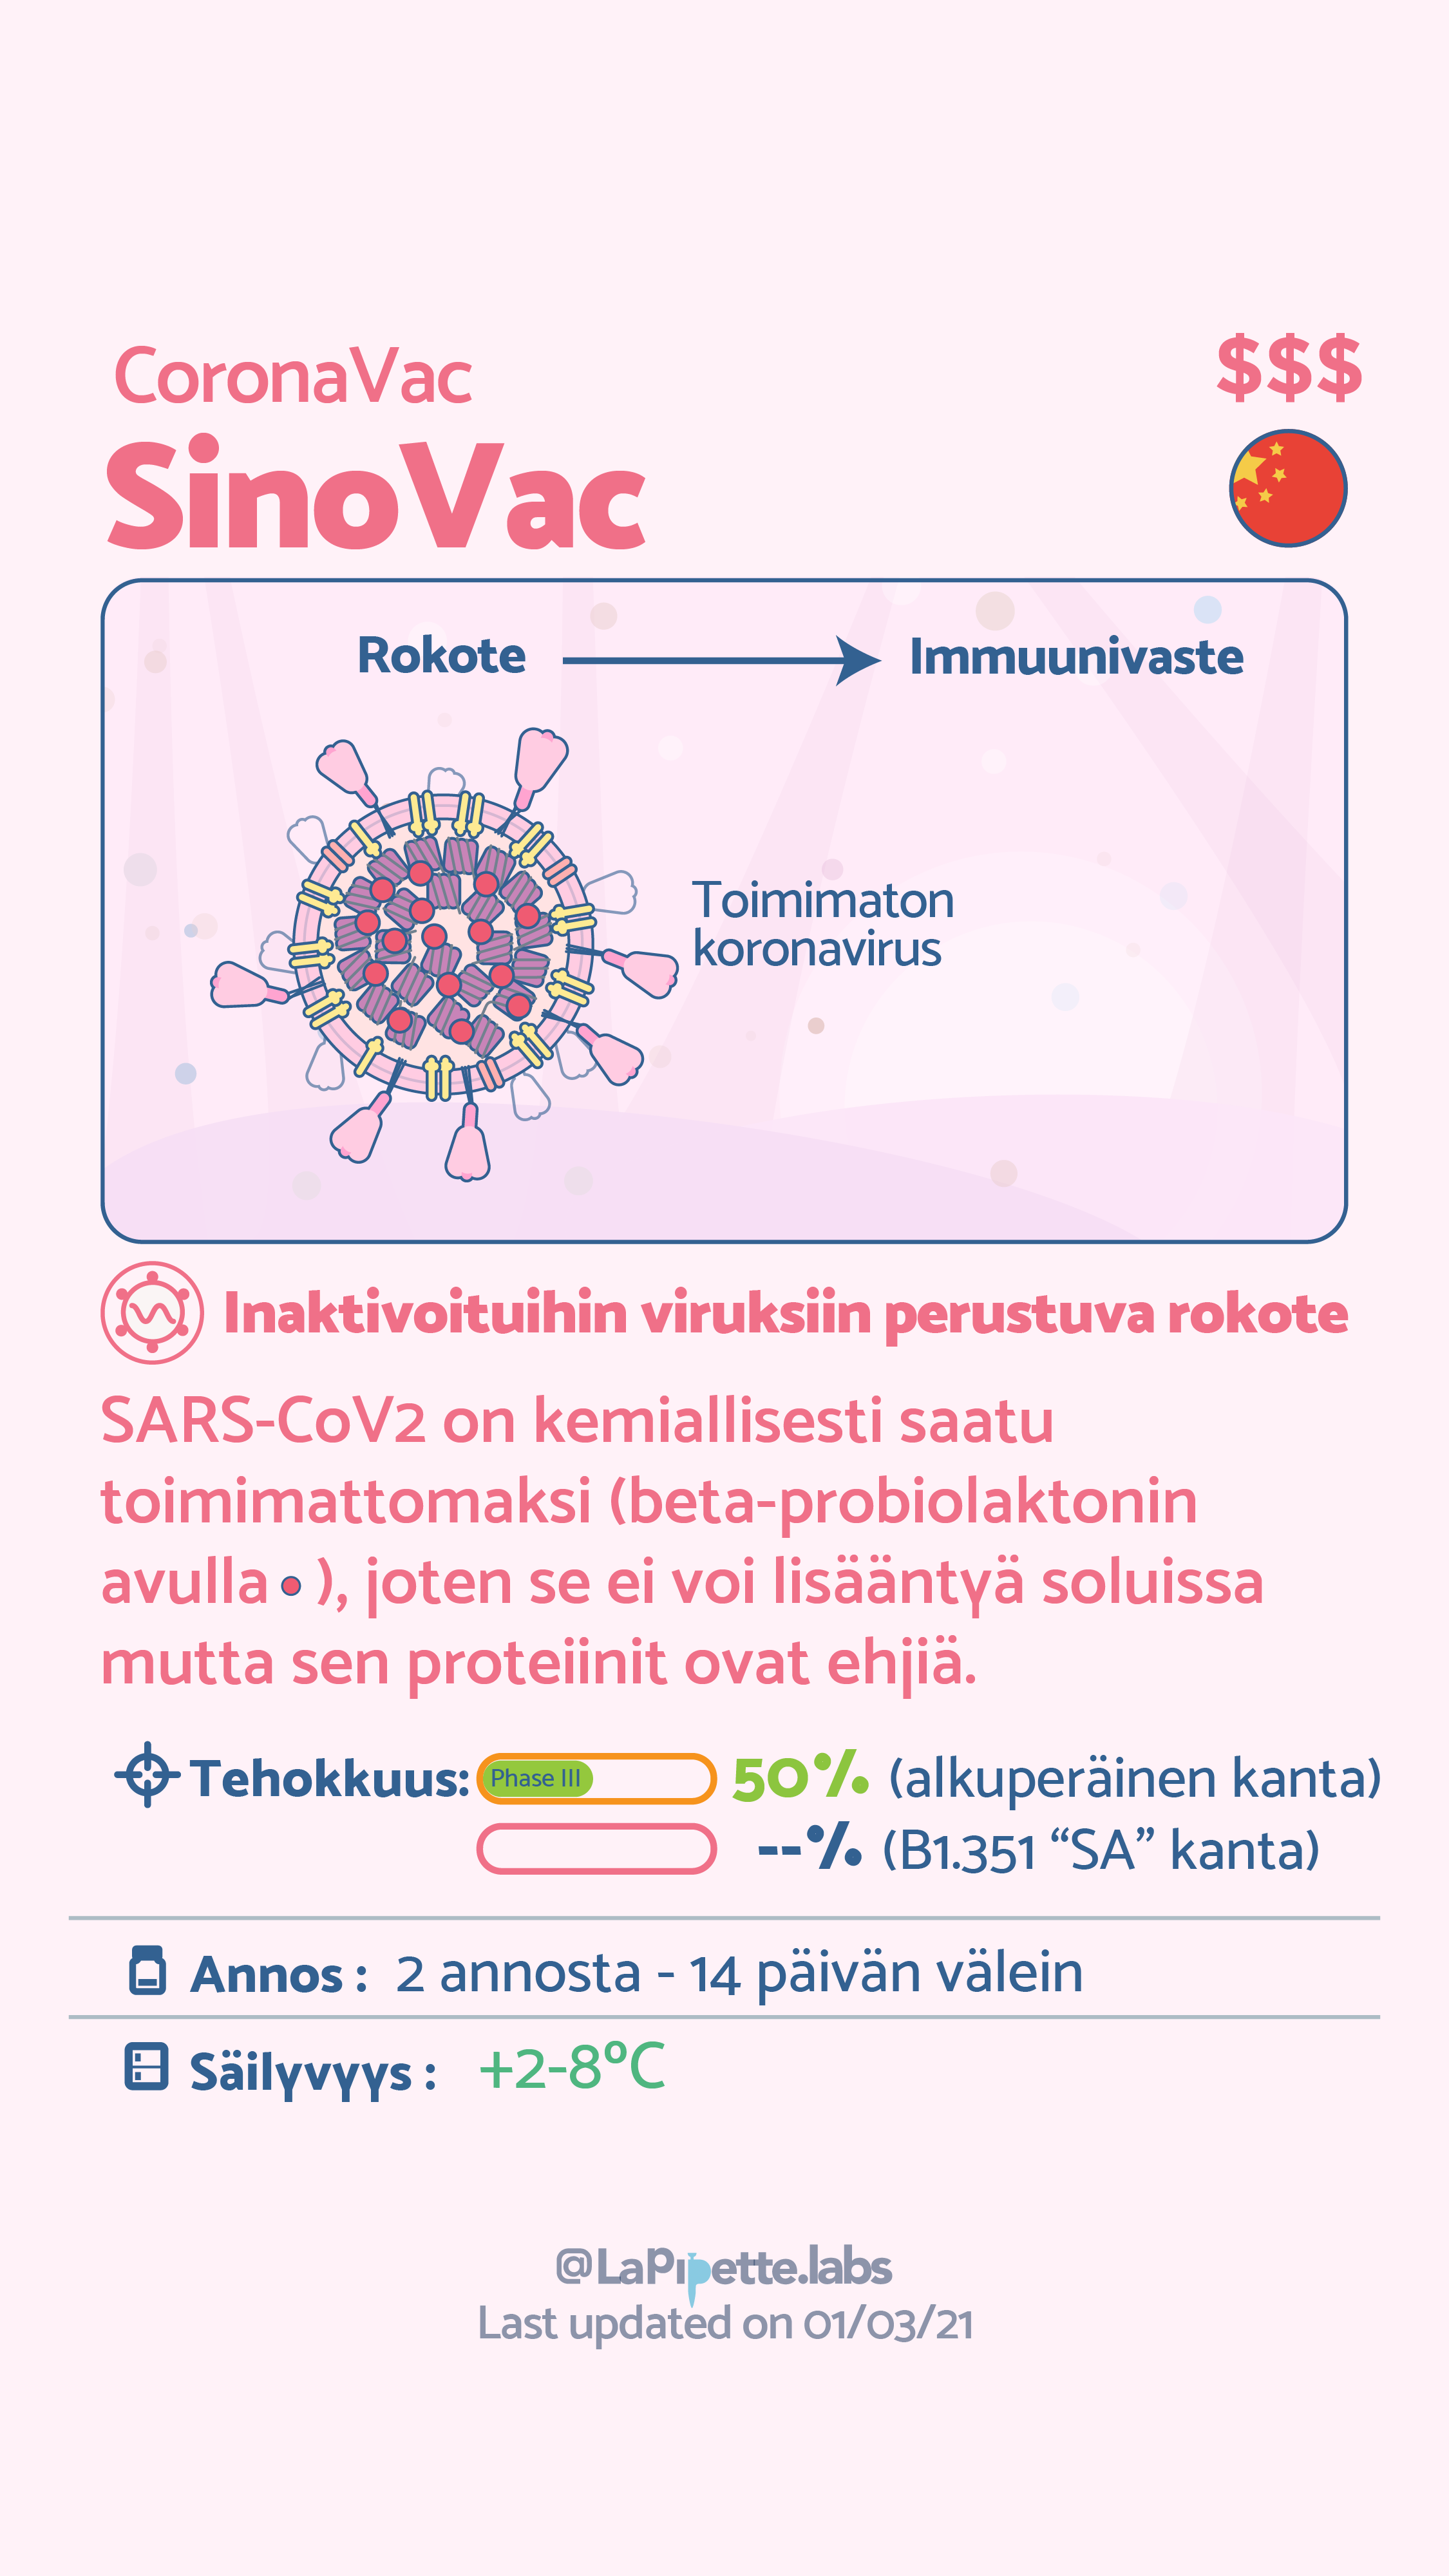 CoronaVac
$$$
SinoVac
Rokote
Immuunivaste
Toimimaton
koronavirus
Inaktivoituihin viruksiin perustuva rokote
SARS-CoV2 on kemiallisesti saatu
toimimattomaksi (beta-probiolaktonin
avulla ), joten se ei voi lisääntyä soluissa
mutta sen proteiinit ovat ehjiä.
Tehokkuus: Phase III 50% (alkuperäinen kanta)
--% (B1.351 “SA” kanta)
Annos : 2 annosta - 14 päivän välein
Säilyvyys : +2-8ºC
@LaPipette.labs
Last updated on 01/03/21